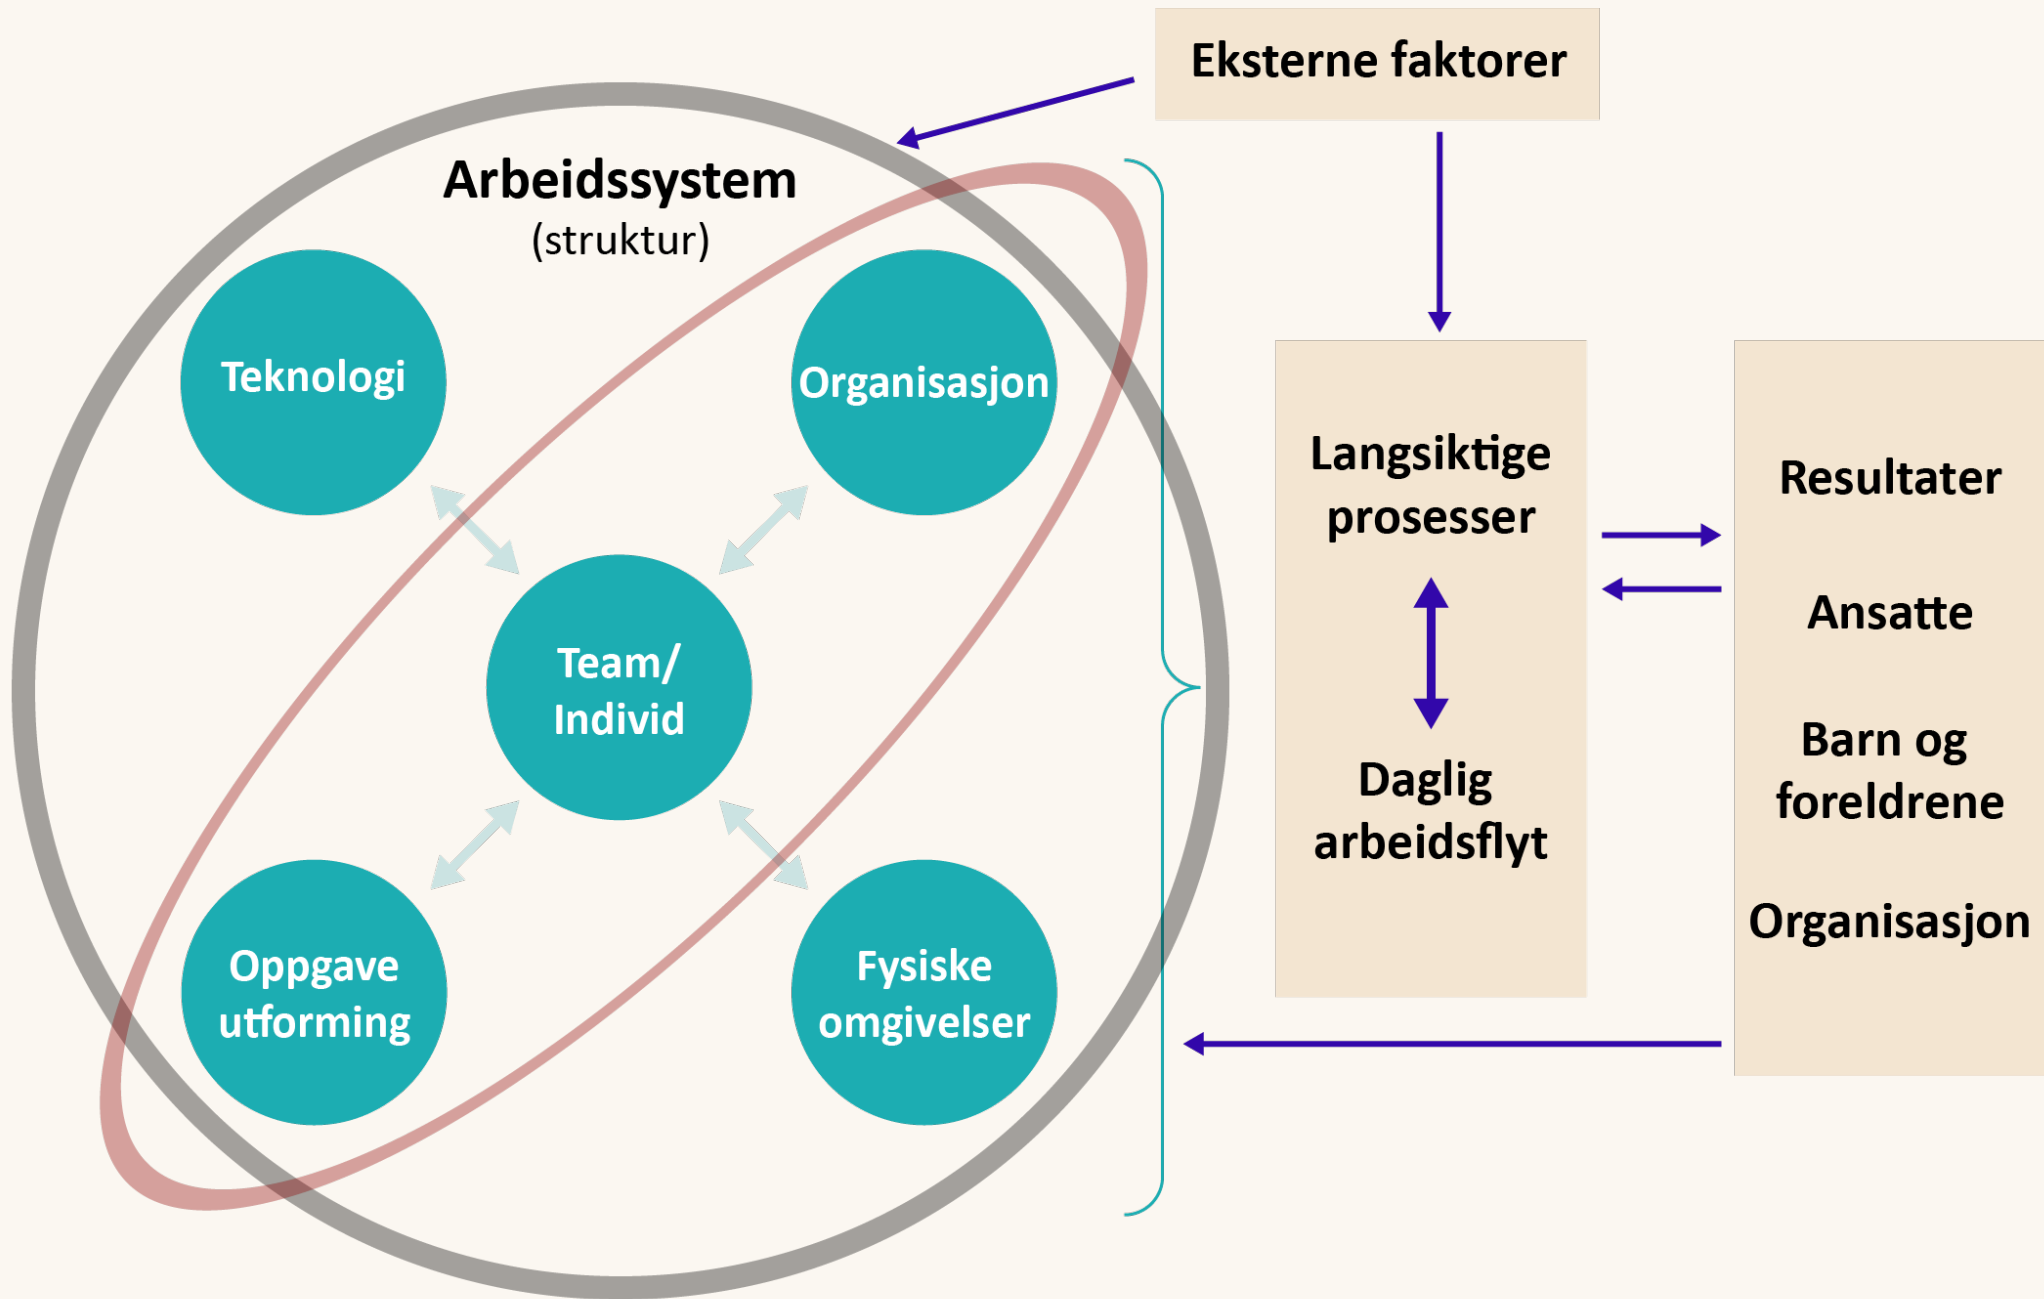 Eksterne faktorer
Arbeidssystem
(struktur)
Teknologi
Organisasjon
Team/
Individ
Oppgave
utforming
Fysiske
omgivelser
Langsiktige
prosesser
Daglig
arbeidsflyt
Resultater
Ansatte
Barn og
foreldrene
Organisasjon